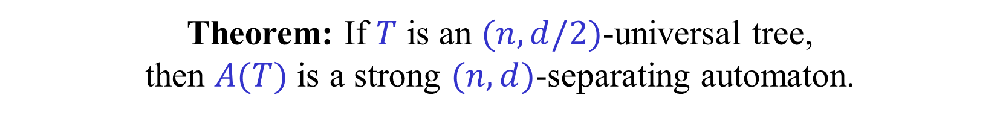 Theorem: If T is an (n, d/2)-universal tree,
then A(T) is a strong (n, d)-separating automaton.